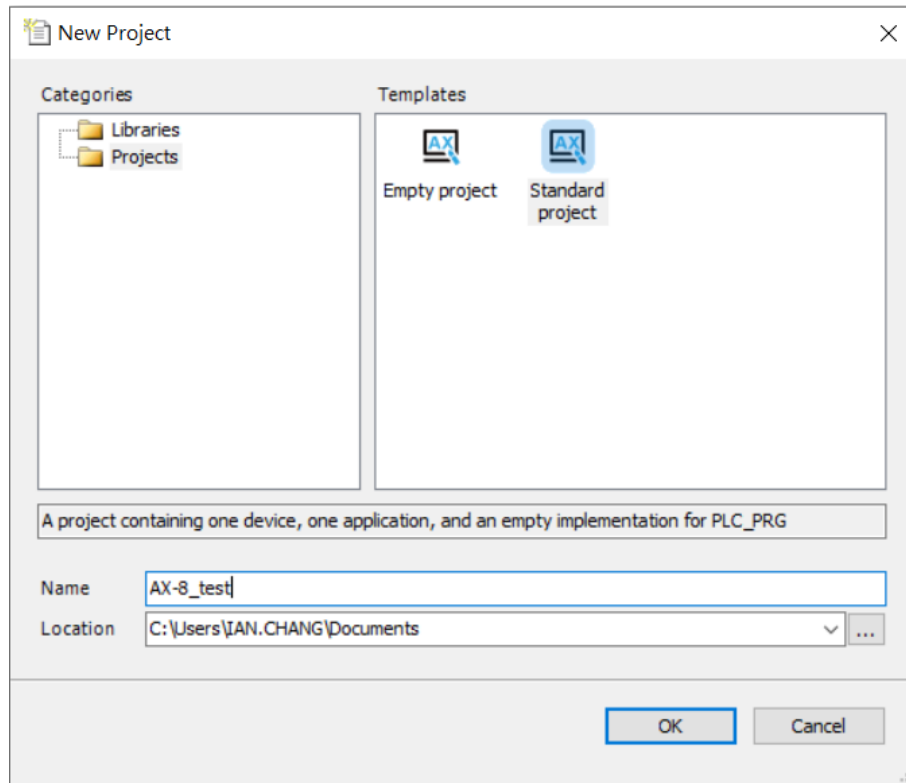 New Project
Categories
Templates
Libraries
Projects
AX
Empty project
AX
Standard
project
A project containing one device, one application, and an empty implementation for PLC_PRG
Name
AX-8_test
Location
C:\Users\IAN.CHANG\Documents
...
OK
Cancel